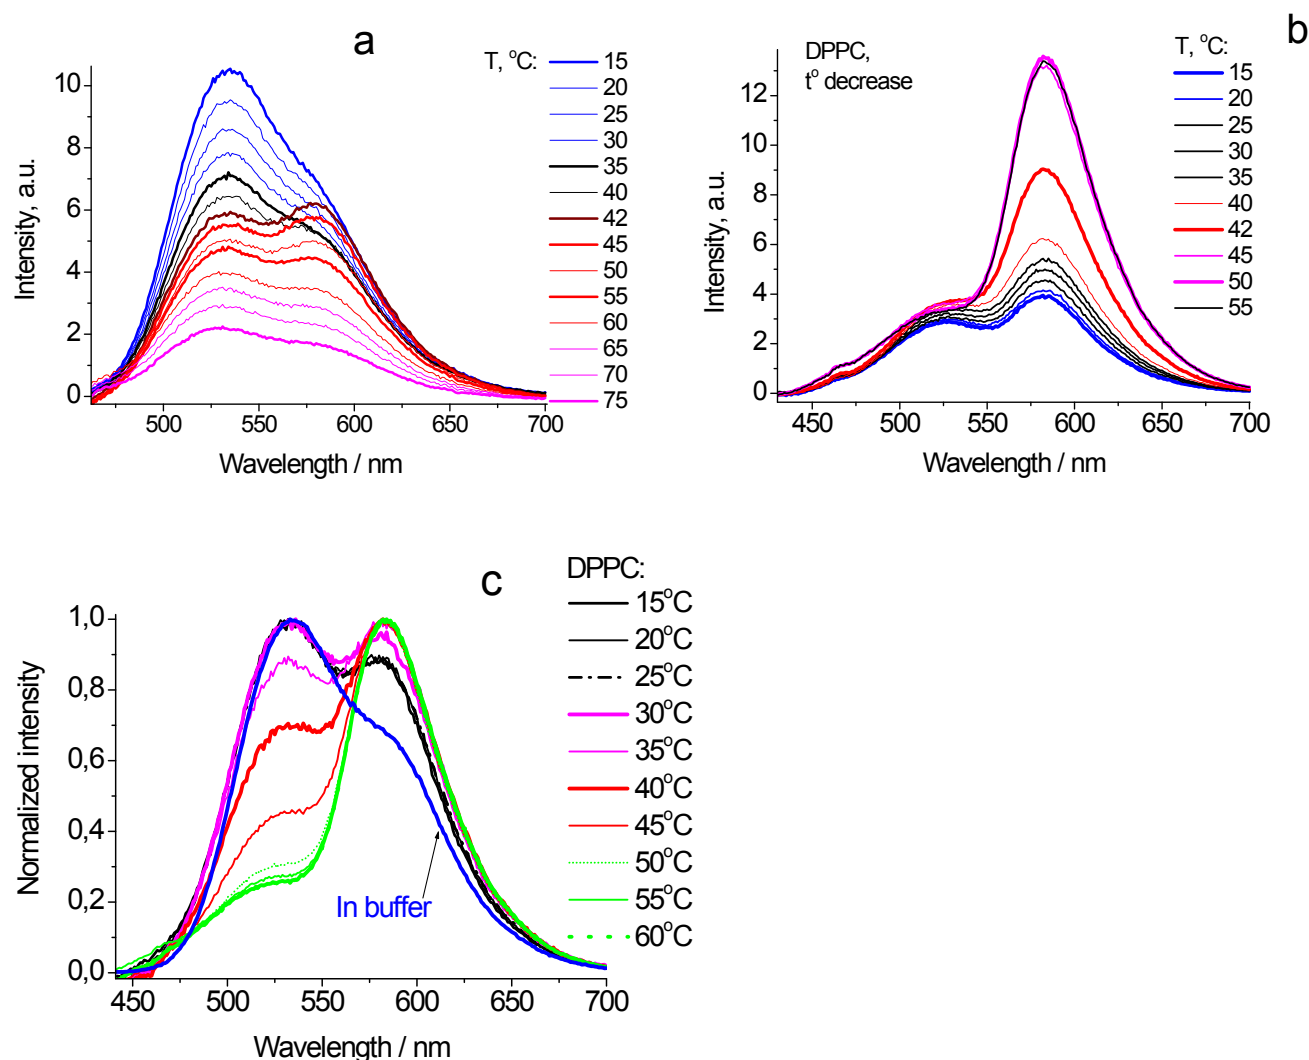 a
T, °C:
15
20
25
30
35
40
42
45
50
55
60
65
70
75
10
8
6
4
2
0
Intensity, a.u.
500
550
600
650
700
Wavelength / nm
b
DPPC,
t° decrease
T, °C:
15
20
25
30
35
40
42
45
50
55
12
10
8
6
4
2
0
Intensity, a.u.
450
500
550
600
650
700
Wavelength / nm
c
DPPC:
15°C
20°C
25°C
30°C
35°C
40°C
45°C
50°C
55°C
60°C
1,0
0,8
0,6
0,4
0,2
0,0
Normalized intensity
In buffer
450
500
550
600
650
700
Wavelength / nm